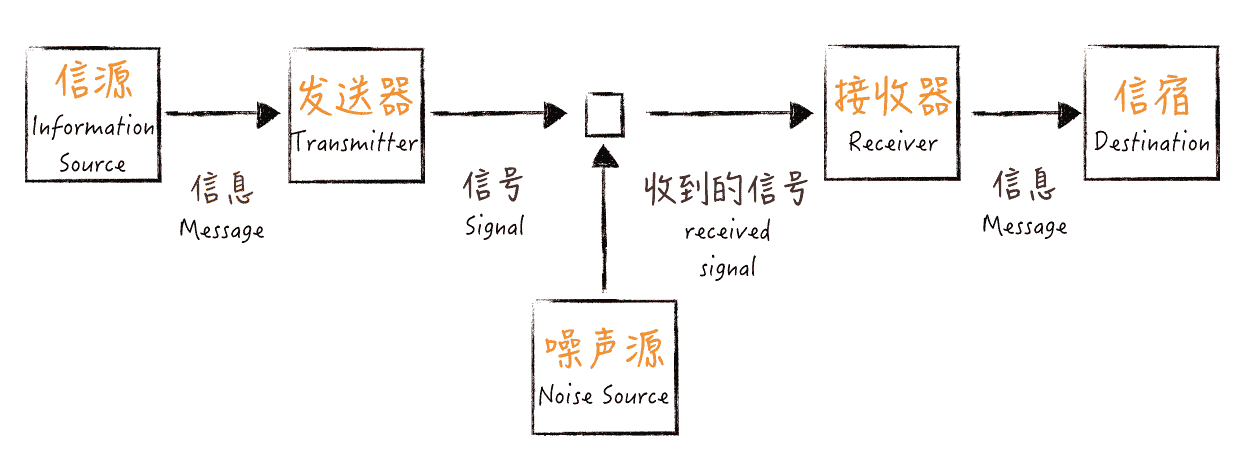 信源
Information
Source
信息
Message
发送器
Transmitter
信号
Signal
噪声源
Noise Source
收到的信号
received
signal
接收器
Receiver
信息
Message
信宿
Destination